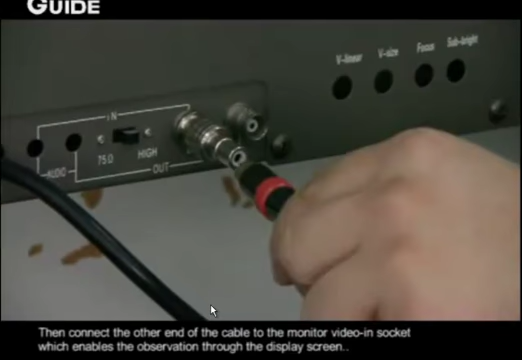 GUIDE
V-linear V-size Focus Sub-bright
IN
75Ω HIGH
AUDIO OUT
Then connect the other end of the cable to the monitor video-in socket
which enables the observation through the display screen..